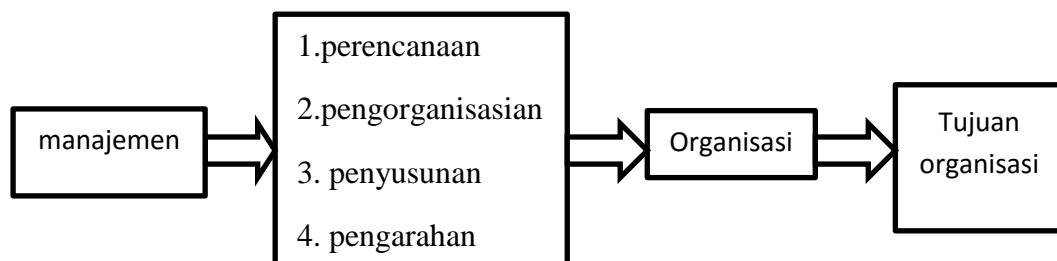 manajemen
1.perencanaan
2.pengorganisasian
3. penyusunan
4. pengarahan
Organisasi
Tujuan
organisasi